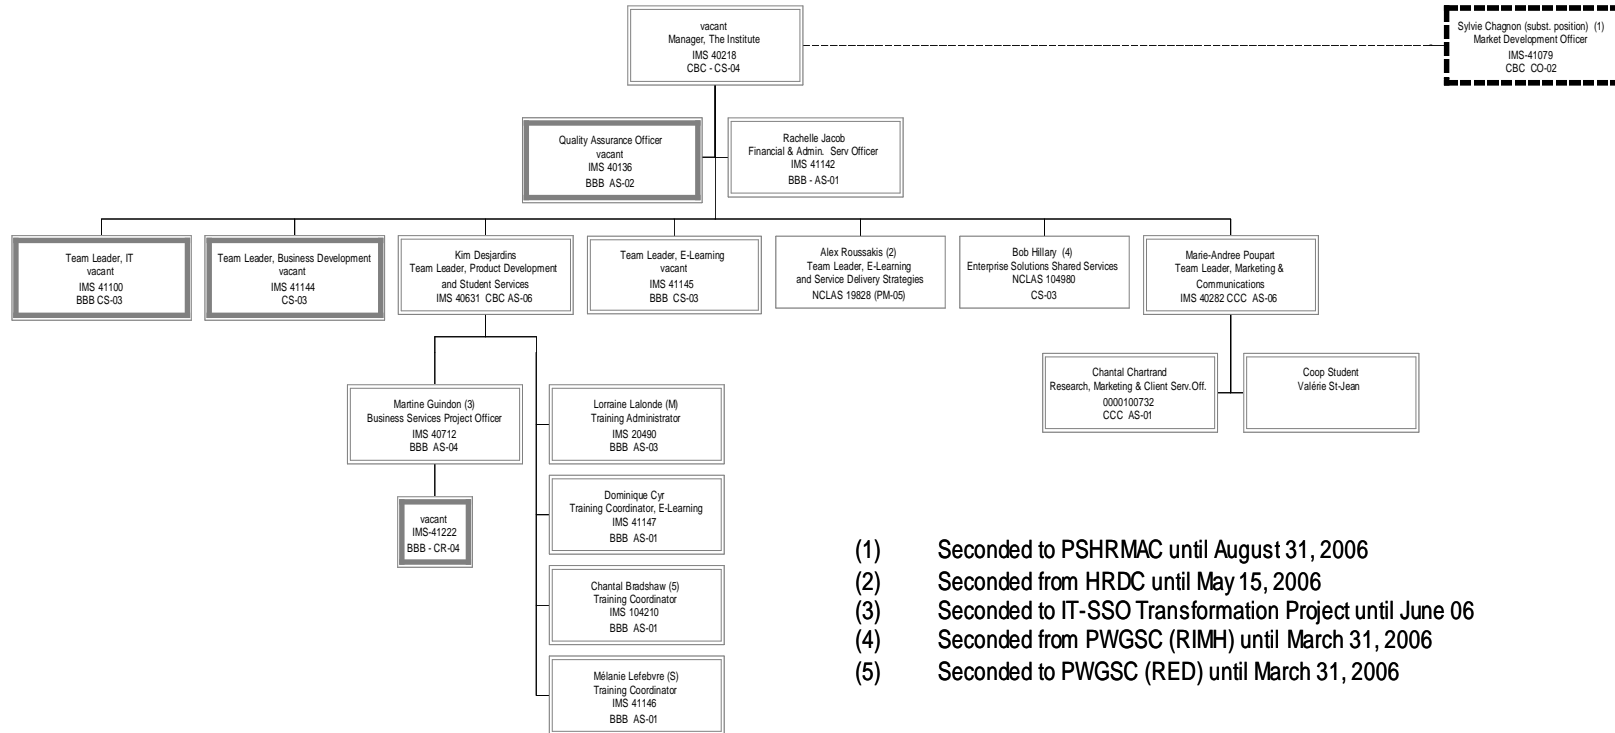 vacant
Manager, The Institute
IMS 40218
CBC - CS-04
Sylvie Chagnon (subst. position) (1)
Market Development Officer
IMS-41079
CBC CO-02
Quality Assurance Officer
vacant
IMS 40136
BBB AS-02
Rachelle Jacob
Financial & Admin. Serv Officer
IMS 41142
BBB - AS-01
Team Leader, IT
vacant
IMS 41100
BBB CS-03
Team Leader, Business Development
vacant
IMS 41144
CS-03
Kim Desjardins
Team Leader, Product Development
and Student Services
IMS 40631 CBC AS-06
Team Leader, E-Learning
vacant
IMS 41145
BBB CS-03
Alex Roussakis (2)
Team Leader, E-Learning
and Service Delivery Strategies
NCLAS 19828 (PM-05)
Bob Hillary (4)
Enterprise Solutions Shared Services
NCLAS 104980
CS-03
Marie-Andree Poupart
Team Leader, Marketing &
Communications
IMS 40282 CCC AS-06
Chantal Chartrand
Research, Marketing & Client Serv.Off.
0000100732
CCC AS-01
Coop Student
Valérie St-Jean
Martine Guindon (3)
Business Services Project Officer
IMS 40712
BBB AS-04
vacant
IMS-41222
BBB - CR-04
Lorraine Lalonde (M)
Training Administrator
IMS 20490
BBB AS-03
Dominique Cyr
Training Coordinator, E-Learning
IMS 41147
BBB AS-01
Chantal Bradshaw (5)
Training Coordinator
IMS 104210
BBB AS-01
Mélanie Lefebvre (S)
Training Coordinator
IMS 41146
BBB AS-01
(1) Seconded to PSHRMAC until August 31, 2006
(2) Seconded from HRDC until May 15, 2006
(3) Seconded to IT-SSO Transformation Project until June 06
(4) Seconded from PWGSC (RIMH) until March 31, 2006
(5) Seconded to PWGSC (RED) until March 31, 2006